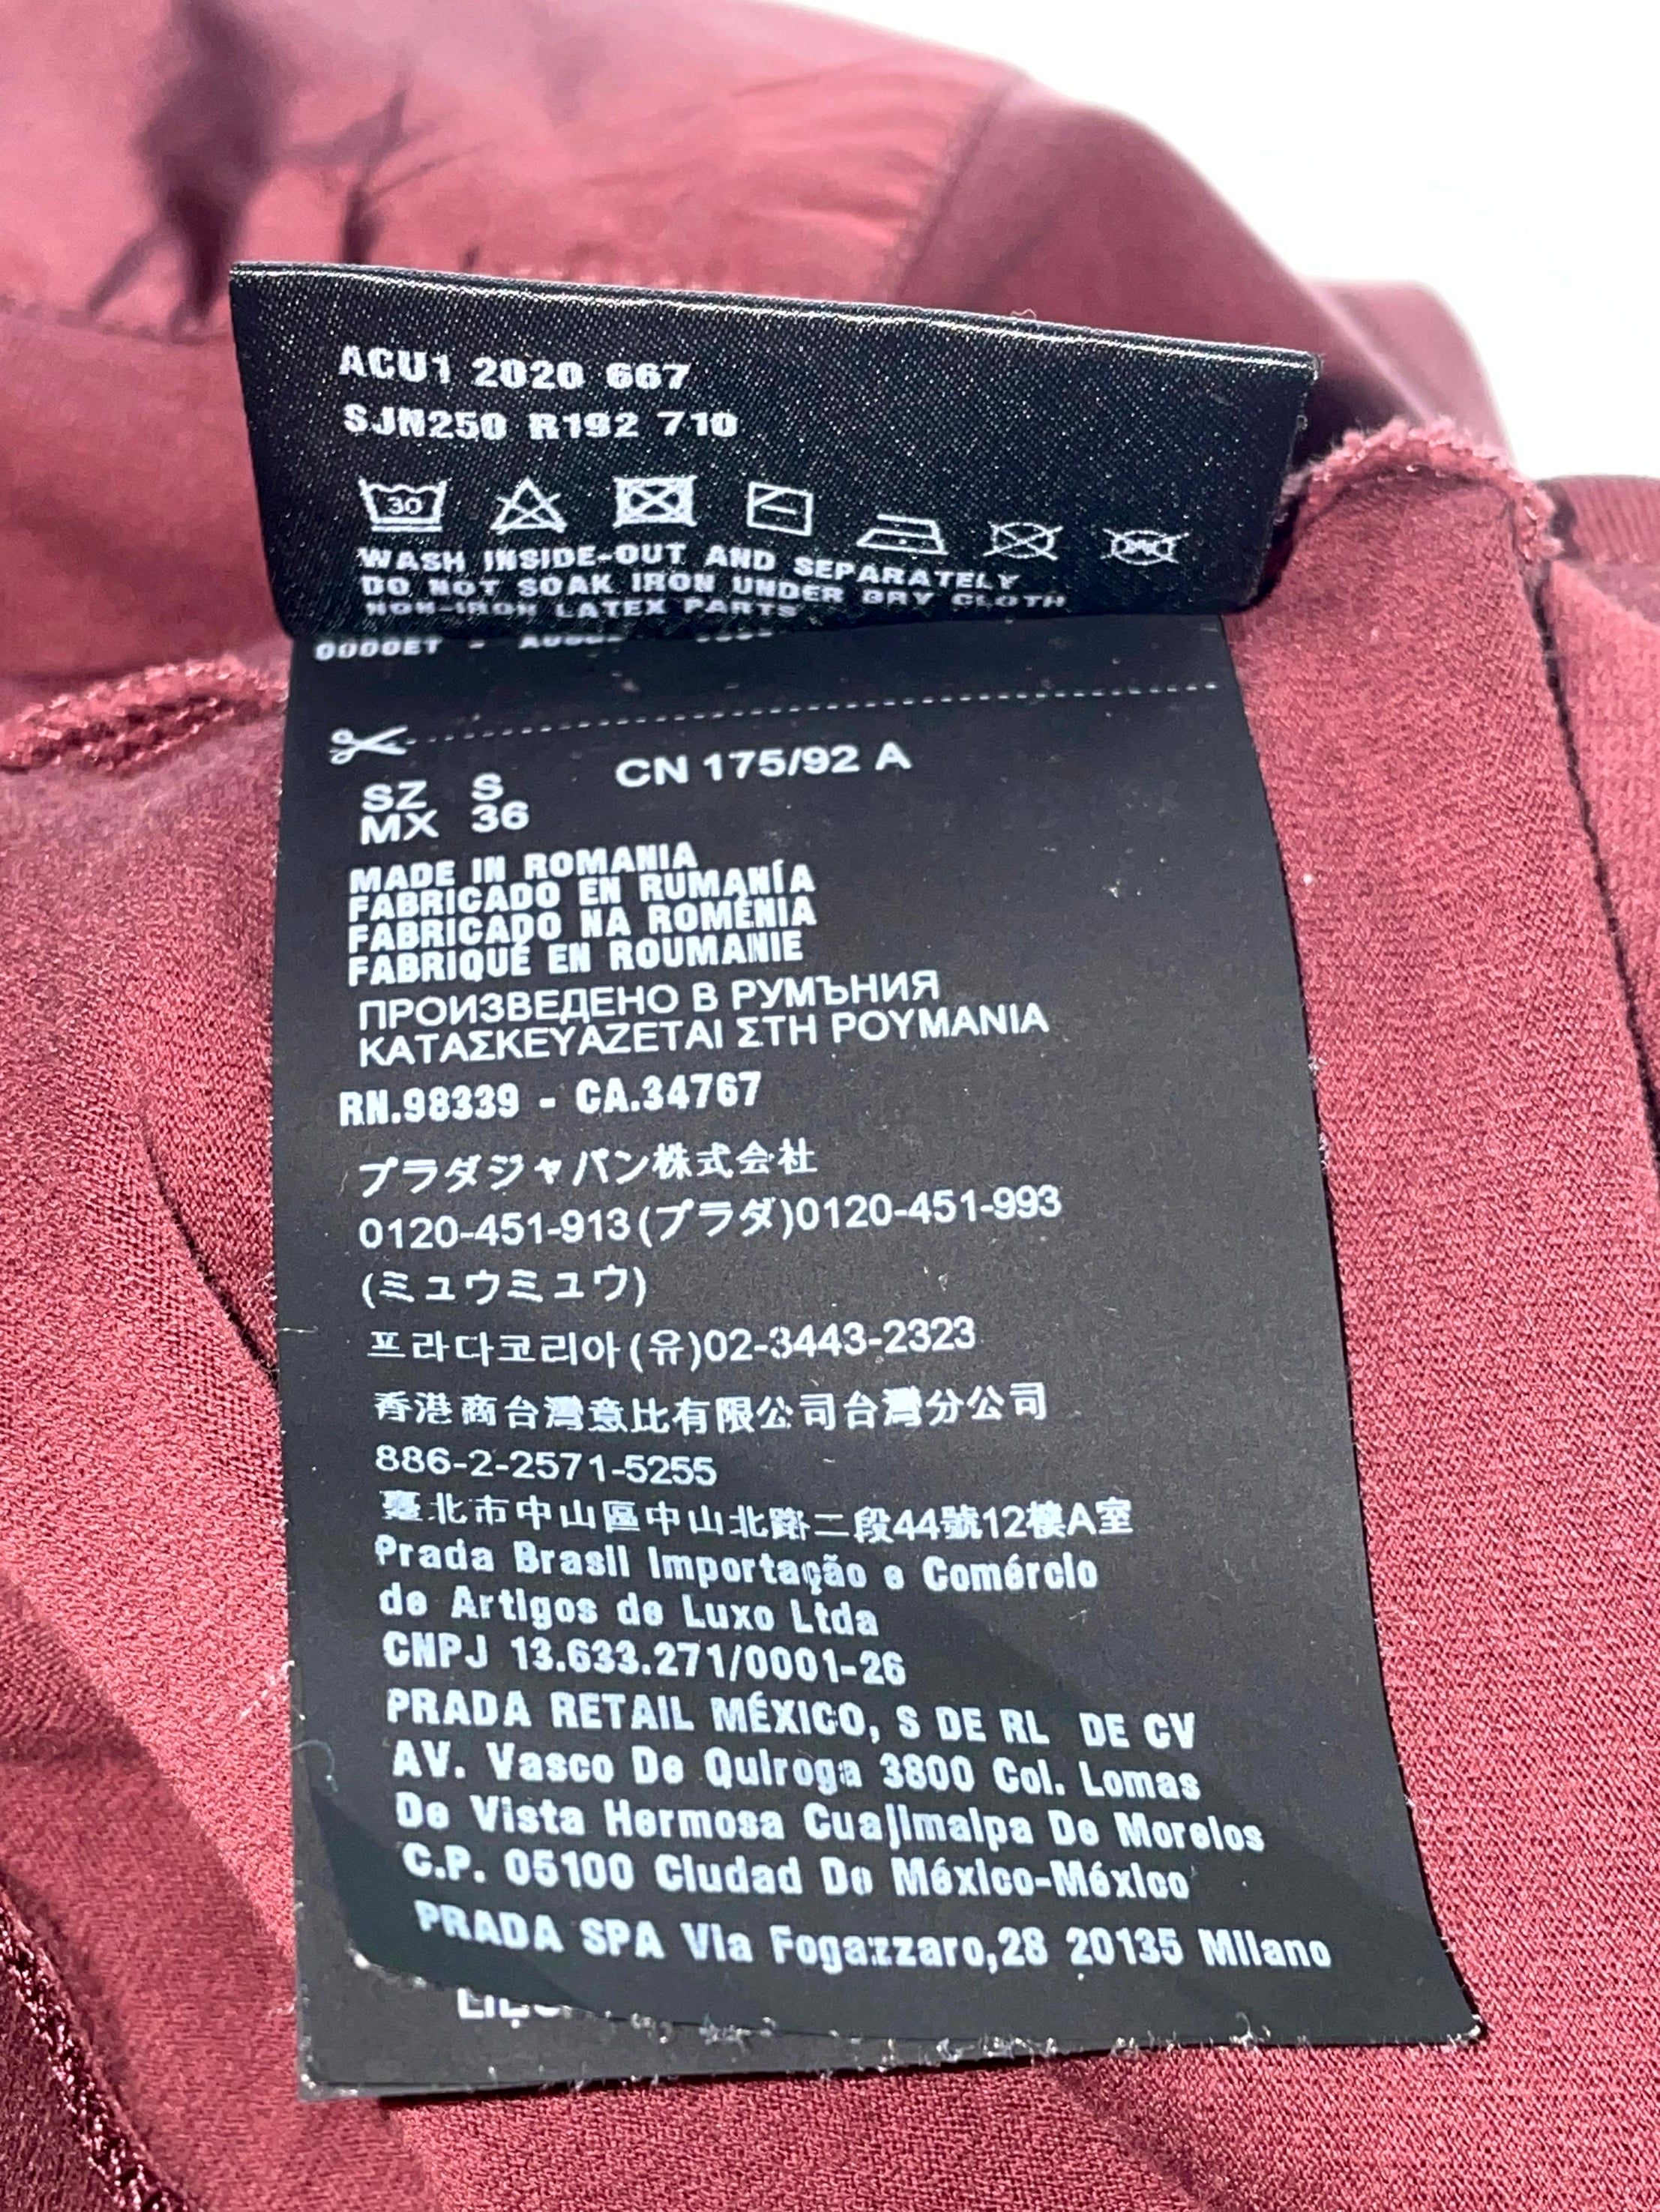 ACU1 2020 667
SJN250 R192 710
30
WASH INSIDE-OUT AND SEPARATELY
DO NOT SOAK IRON UNDER DRY CLOTH
NON-IRON LATEX PARTS
0000ET -
CN 175/92 A
SZ S
MX 36
MADE IN ROMANIA
FABRICADO EN RUMANÍA
FABRICADO NA ROMÊNIA
FABRIQUÉ EN ROUMANIE
ПРОИЗВЕДЕНО В РУМЪНИЯ
ΚΑΤΑΣΚΕΥΑΖΕΤΑΙ ΣΤΗ ΡΟΥΜΑΝΙΑ
RN.98339 - CA.34767
プラダジャパン株式会社
0120-451-913(プラダ)0120-451-993
(ミュウミュウ)
프라다코리아(유)02-3443-2323
香港商台灣意比有限公司台灣分公司
886-2-2571-5255
臺北市中山區中山北路二段44號12樓A室
Prada Brasil Importação e Comércio
de Artigos de Luxo Ltda
CNPJ 13.633.271/0001-26
PRADA RETAIL MÉXICO, S DE RL DE CV
AV. Vasco De Quiroga 3800 Col. Lomas
De Vista Hermosa Cuajimalpa De Morelos
C.P. 05100 Ciudad De México-México
PRADA SPA Via Fogazzaro,28 20135 Milano